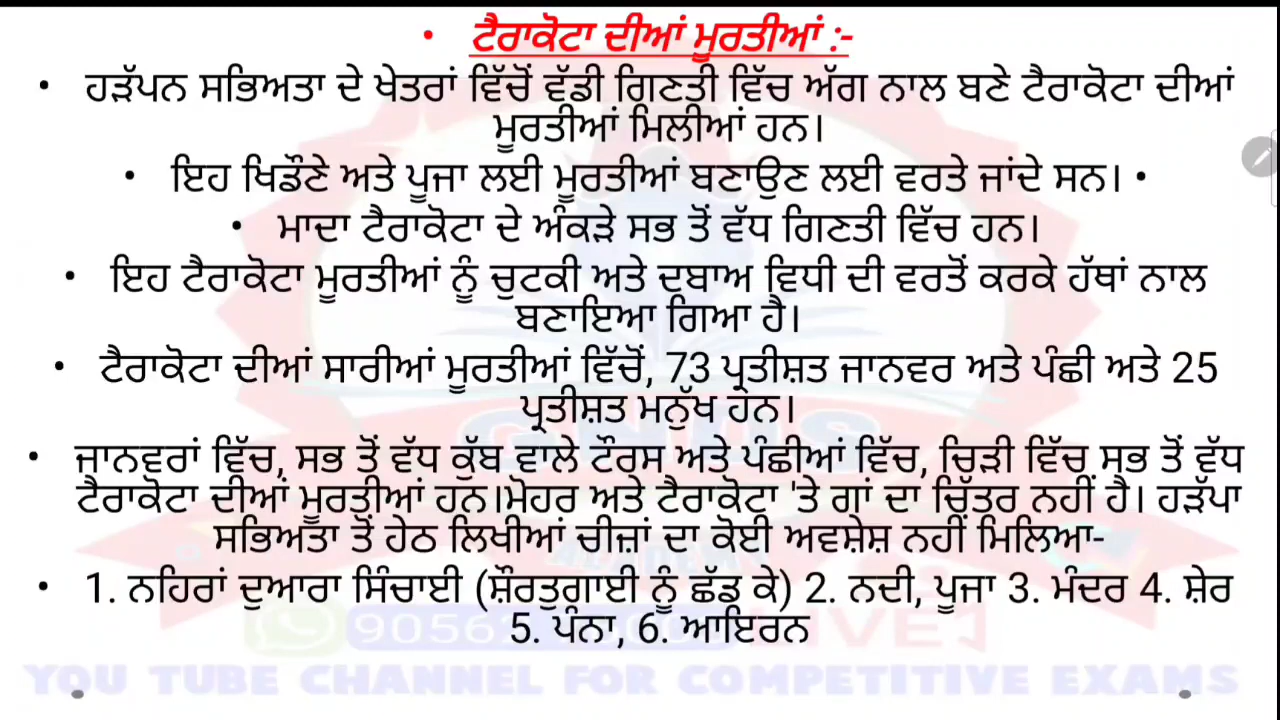 • ਟੈਰਾਕੋਟਾ ਦੀਆਂ ਮੂਰਤੀਆਂ :-
• ਹੜੱਪਨ ਸਭਿਅਤਾ ਦੇ ਖੇਤਰਾਂ ਵਿੱਚੋਂ ਵੱਡੀ ਗਿਣਤੀ ਵਿੱਚ ਅੱਗ ਨਾਲ ਬਣੇ ਟੈਰਾਕੋਟਾ ਦੀਆਂ
ਮੂਰਤੀਆਂ ਮਿਲੀਆਂ ਹਨ।
• ਇਹ ਖਿਡੌਣੇ ਅਤੇ ਪੂਜਾ ਲਈ ਮੂਰਤੀਆਂ ਬਣਾਉਣ ਲਈ ਵਰਤੇ ਜਾਂਦੇ ਸਨ। •
• ਮਾਦਾ ਟੈਰਾਕੋਟਾ ਦੇ ਅੰਕੜੇ ਸਭ ਤੋਂ ਵੱਧ ਗਿਣਤੀ ਵਿੱਚ ਹਨ।
• ਇਹ ਟੈਰਾਕੋਟਾ ਮੂਰਤੀਆਂ ਨੂੰ ਚੁਟਕੀ ਅਤੇ ਦਬਾਅ ਵਿਧੀ ਦੀ ਵਰਤੋਂ ਕਰਕੇ ਹੱਥਾਂ ਨਾਲ
ਬਣਾਇਆ ਗਿਆ ਹੈ।
• ਟੈਰਾਕੋਟਾ ਦੀਆਂ ਸਾਰੀਆਂ ਮੂਰਤੀਆਂ ਵਿੱਚੋਂ, 73 ਪ੍ਰਤੀਸ਼ਤ ਜਾਨਵਰ ਅਤੇ ਪੰਛੀ ਅਤੇ 25
ਪ੍ਰਤੀਸ਼ਤ ਮਨੁੱਖ ਹਨ।
• ਜਾਨਵਰਾਂ ਵਿੱਚ, ਸਭ ਤੋਂ ਵੱਧ ਕੁੱਬ ਵਾਲੇ ਟੌਰਸ ਅਤੇ ਪੰਛੀਆਂ ਵਿੱਚ, ਚਿੜੀ ਵਿੱਚ ਸਭ ਤੋਂ ਵੱਧ
ਟੈਰਾਕੋਟਾ ਦੀਆਂ ਮੂਰਤੀਆਂ ਹਨ।ਮੋਹਰ ਅਤੇ ਟੈਰਾਕੋਟਾ 'ਤੇ ਗਾਂ ਦਾ ਚਿੱਤਰ ਨਹੀਂ ਹੈ। ਹੜੱਪਾ
ਸਭਿਅਤਾ ਤੋਂ ਹੇਠ ਲਿਖੀਆਂ ਚੀਜ਼ਾਂ ਦਾ ਕੋਈ ਅਵਸ਼ੇਸ਼ ਨਹੀਂ ਮਿਲਿਆ-
• 1. ਨਹਿਰਾਂ ਦੁਆਰਾ ਸਿੰਚਾਈ (ਸ਼ੌਰਤੁਗਾਈ ਨੂੰ ਛੱਡ ਕੇ) 2. ਨਦੀ, ਪੂਜਾ 3. ਮੰਦਰ 4. ਸ਼ੇਰ
5. ਪੰਨਾ, 6. ਆਇਰਨ
YOU TUBE CHANNEL FOR COMPETITIVE EXAMS